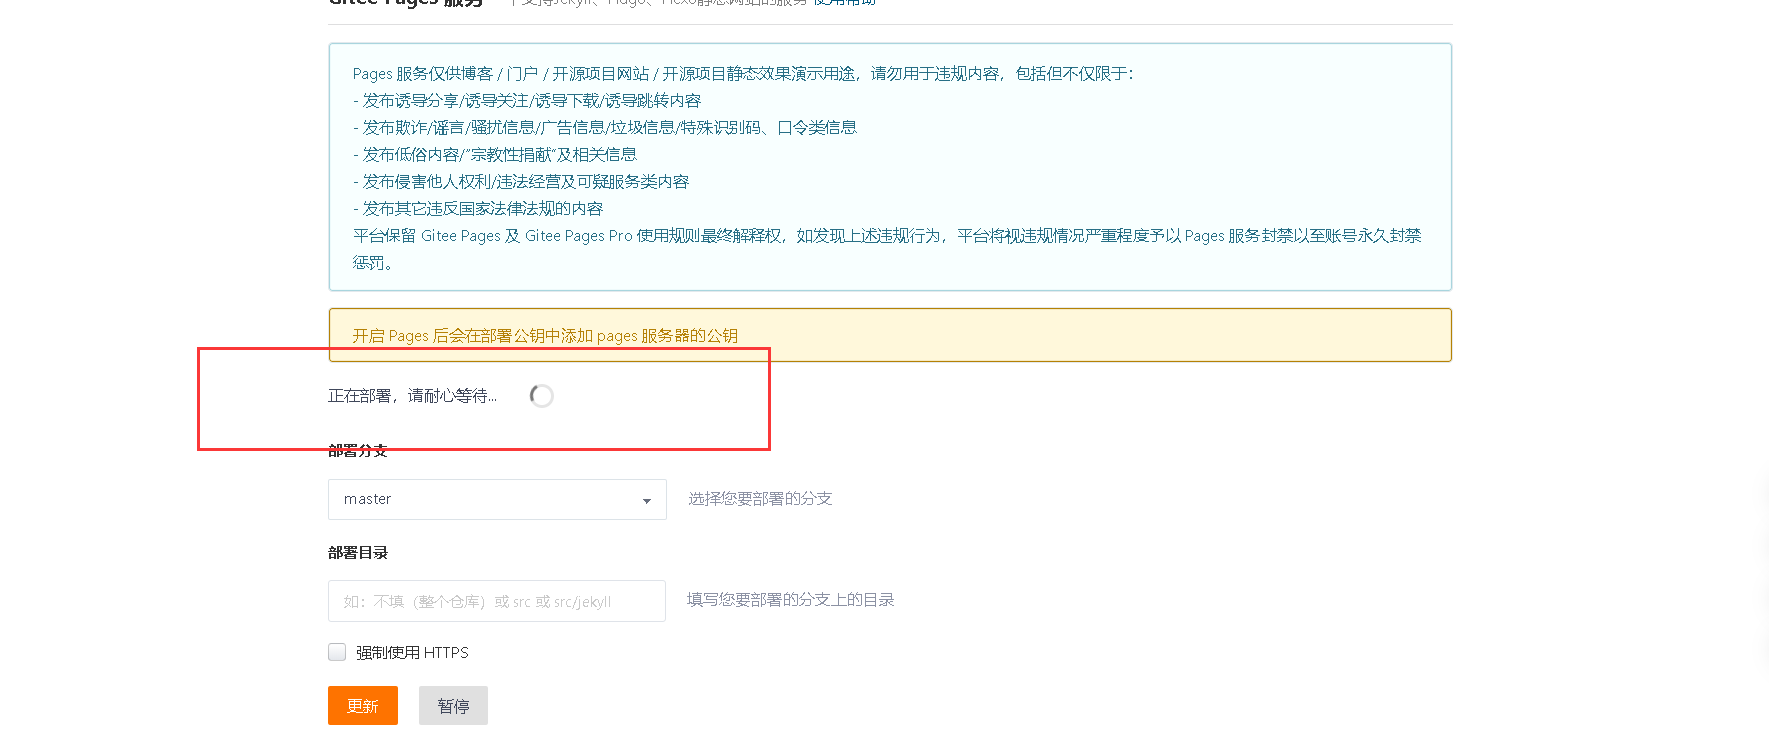 Gitee Pages 服务 使用帮助
Pages 服务仅供博客 / 门户 / 开源项目网站 / 开源项目静态效果演示用途，请勿用于违规内容，包括但不仅限于：
- 发布诱导分享/诱导关注/诱导下载/诱导跳转内容
- 发布欺诈/谣言/骚扰信息/广告信息/垃圾信息/特殊识别码、口令类信息
- 发布低俗内容/“宗教性捐献”及相关信息
- 发布侵害他人权利/违法经营及可疑服务类内容
- 发布其它违反国家法律法规的内容
平台保留 Gitee Pages 及 Gitee Pages Pro 使用规则最终解释权，如发现上述违规行为，平台将视违规情况严重程度予以 Pages 服务封禁以至账号永久封禁
惩罚。
开启 Pages 后会在部署公钥中添加 pages 服务器的公钥
正在部署，请耐心等待...
部署分支
master 选择您要部署的分支
部署目录
如：不填（整个仓库）或 src 或 src/jekyll 填写您要部署的分支上的目录
强制使用 HTTPS
更新 暂停